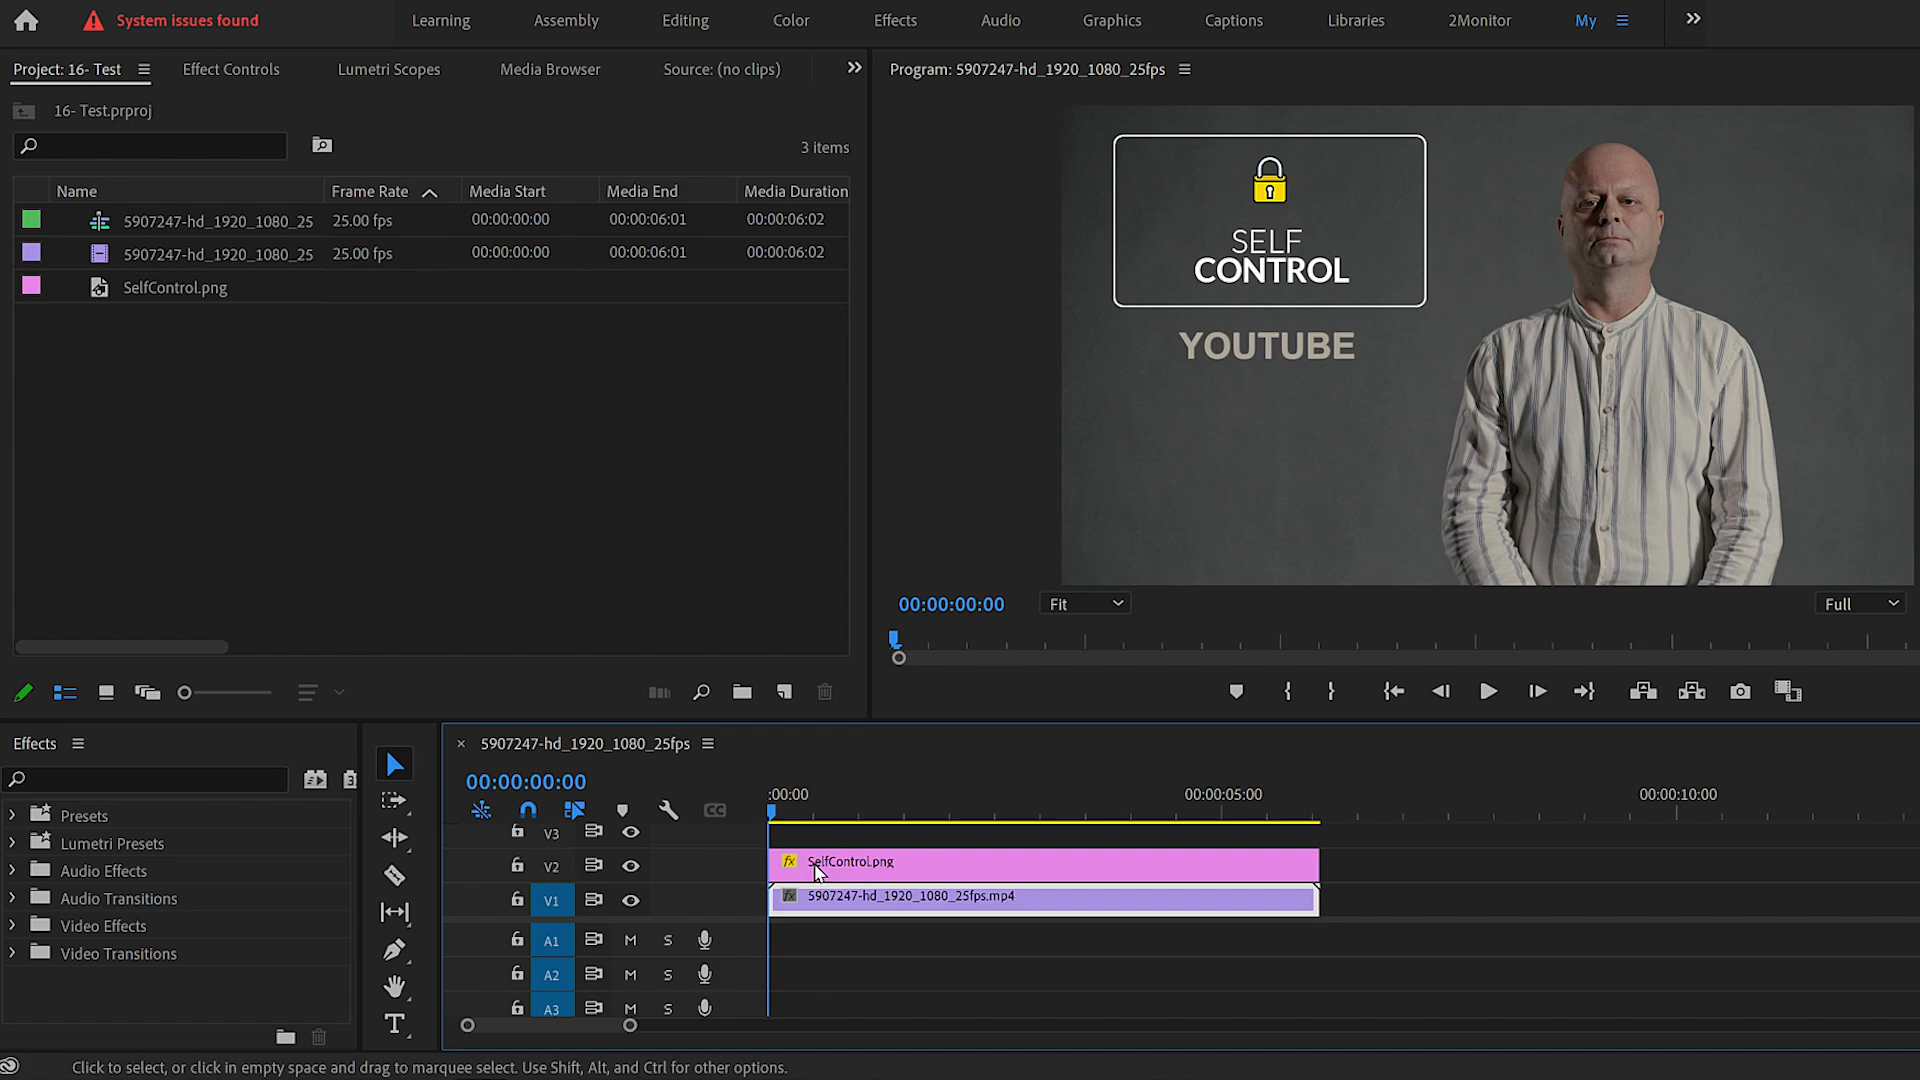 System issues found
Learning
Assembly
Editing
Color
Effects
Audio
Graphics
Captions
Libraries
2Monitor
My
Project: 16- Test
Effect Controls
Lumetri Scopes
Media Browser
Source: (no clips)
Program: 5907247-hd_1920_1080_25fps
16- Test.prproj
3 items
Name
Frame Rate
Media Start
Media End
Media Duration
5907247-hd_1920_1080_25
25.00 fps
00:00:00:00
00:00:06:01
00:00:06:02
5907247-hd_1920_1080_25
25.00 fps
00:00:00:00
00:00:06:01
00:00:06:02
SelfControl.png
SELF
CONTROL
YOUTUBE
00:00:00:00
Fit
Full
Effects
Presets
Lumetri Presets
Audio Effects
Audio Transitions
Video Effects
Video Transitions
× 5907247-hd_1920_1080_25fps
00:00:00:00
:00:00
00:00:05:00
00:00:10:00
CC
V3
V2
fx SelfControl.png
V1
fx 5907247-hd_1920_1080_25fps.mp4
A1
M
S
A2
M
S
A3
M
S
Click to select, or click in empty space and drag to marquee select. Use Shift, Alt, and Ctrl for other options.